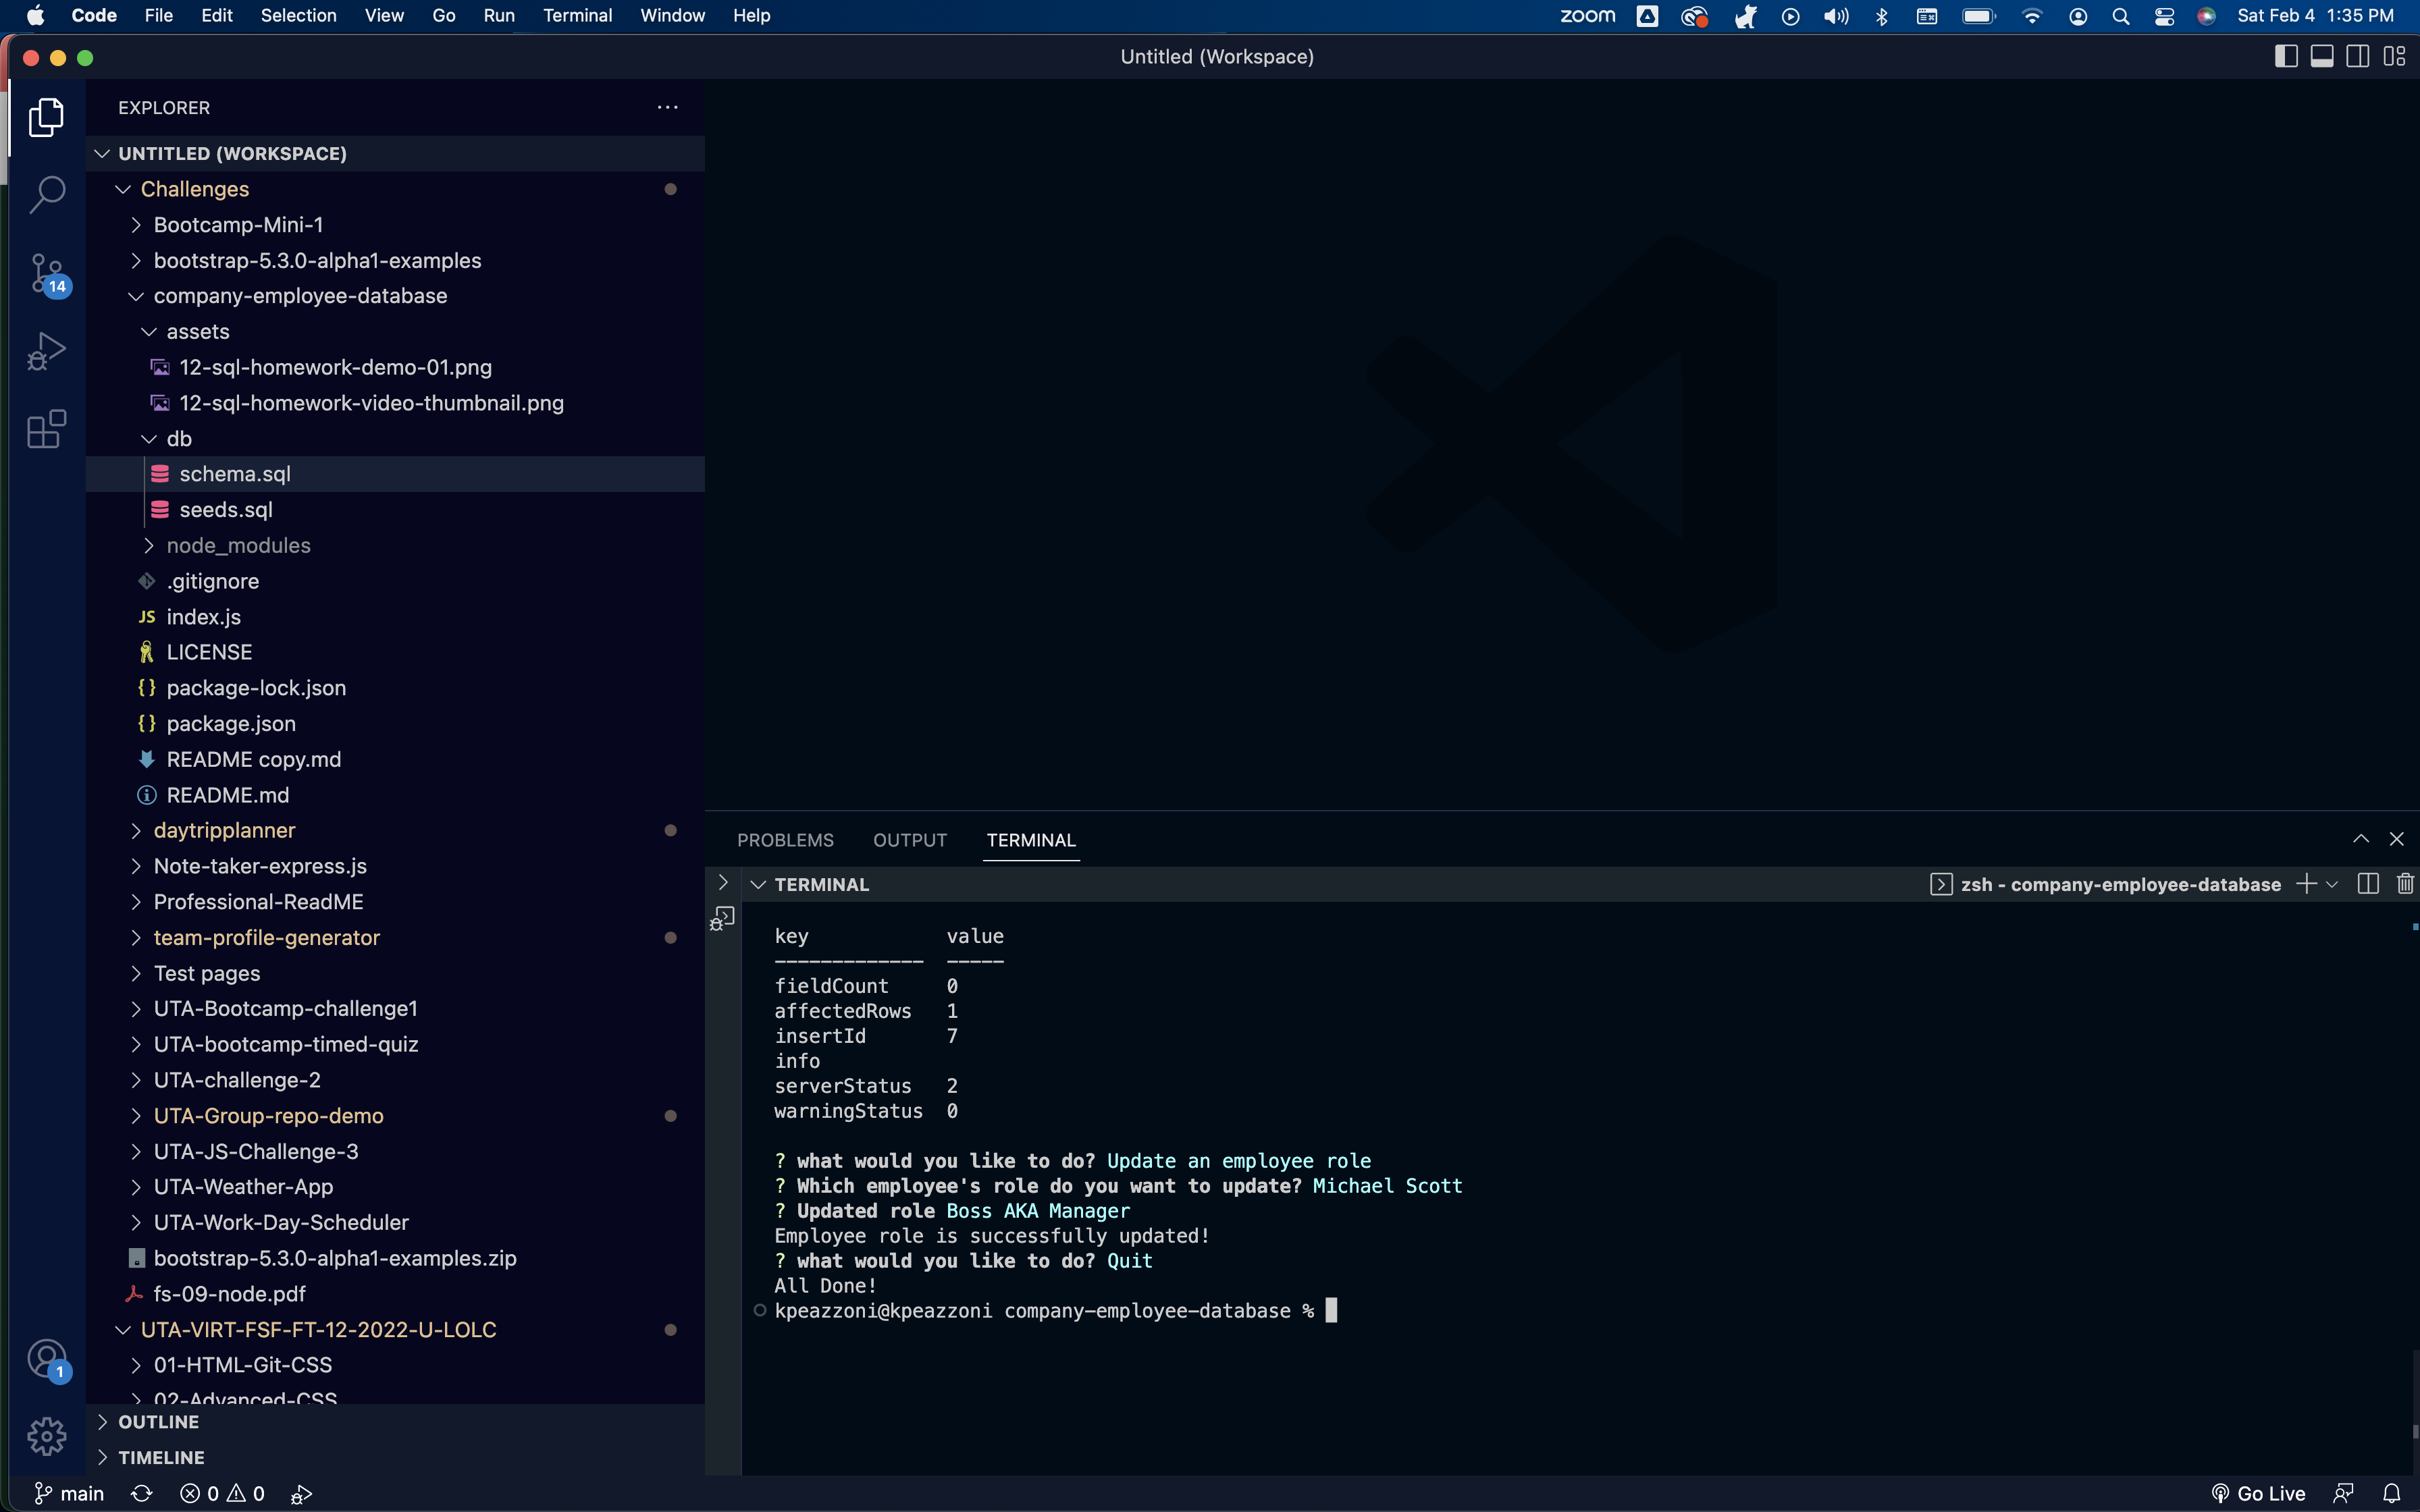 Code File Edit Selection View Go Run Terminal Window Help zoom Sat Feb 4 1:35 PM
Untitled (Workspace)
EXPLORER
UNTITLED (WORKSPACE)
Challenges
Bootcamp-Mini-1
bootstrap-5.3.0-alpha1-examples
14
company-employee-database
assets
12-sql-homework-demo-01.png
12-sql-homework-video-thumbnail.png
db
schema.sql
seeds.sql
node_modules
.gitignore
JS index.js
LICENSE
{} package-lock.json
{} package.json
README copy.md
README.md
daytripplanner
Note-taker-express.js
Professional-ReadME
team-profile-generator
Test pages
UTA-Bootcamp-challenge1
UTA-bootcamp-timed-quiz
UTA-challenge-2
UTA-Group-repo-demo
UTA-JS-Challenge-3
UTA-Weather-App
UTA-Work-Day-Scheduler
bootstrap-5.3.0-alpha1-examples.zip
fs-09-node.pdf
UTA-VIRT-FSF-FT-12-2022-U-LOLC
01-HTML-Git-CSS
1
02-Advanced-CSS
OUTLINE
TIMELINE
PROBLEMS OUTPUT TERMINAL
TERMINAL zsh - company-employee-database
key value
------------- -----
fieldCount 0
affectedRows 1
insertId 7
info
serverStatus 2
warningStatus 0
? what would you like to do? Update an employee role
? Which employee's role do you want to update? Michael Scott
? Updated role Boss AKA Manager
Employee role is successfully updated!
? what would you like to do? Quit
All Done!
kpeazzoni@kpeazzoni company-employee-database %
main 0 0 Go Live